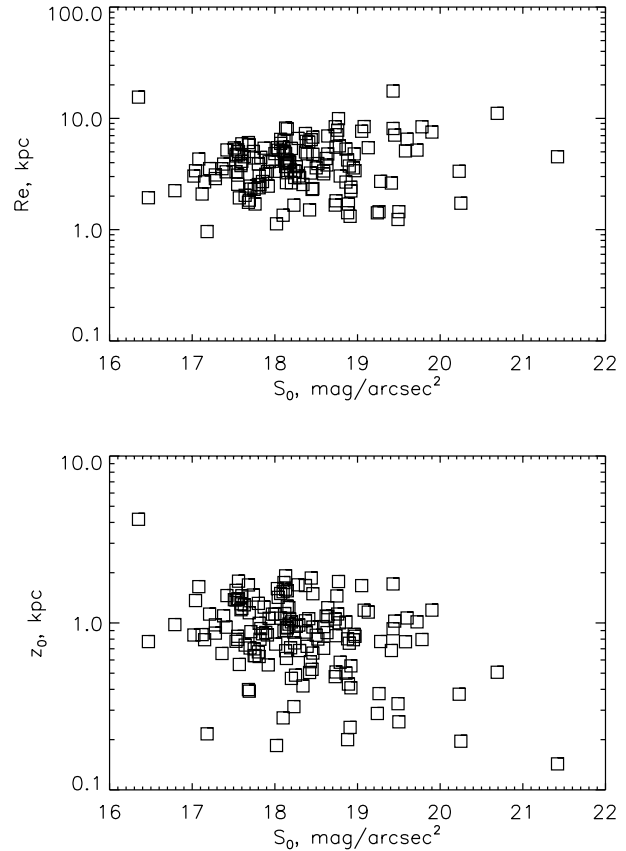 100.0
10.0
1.0
0.1
Re, kpc
16 17 18 19 20 21 22
S₀, mag/arcsec²
10.0
1.0
0.1
z₀, kpc
16 17 18 19 20 21 22
S₀, mag/arcsec²